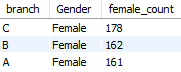 branch Gender female_count
C Female 178
B Female 162
A Female 161